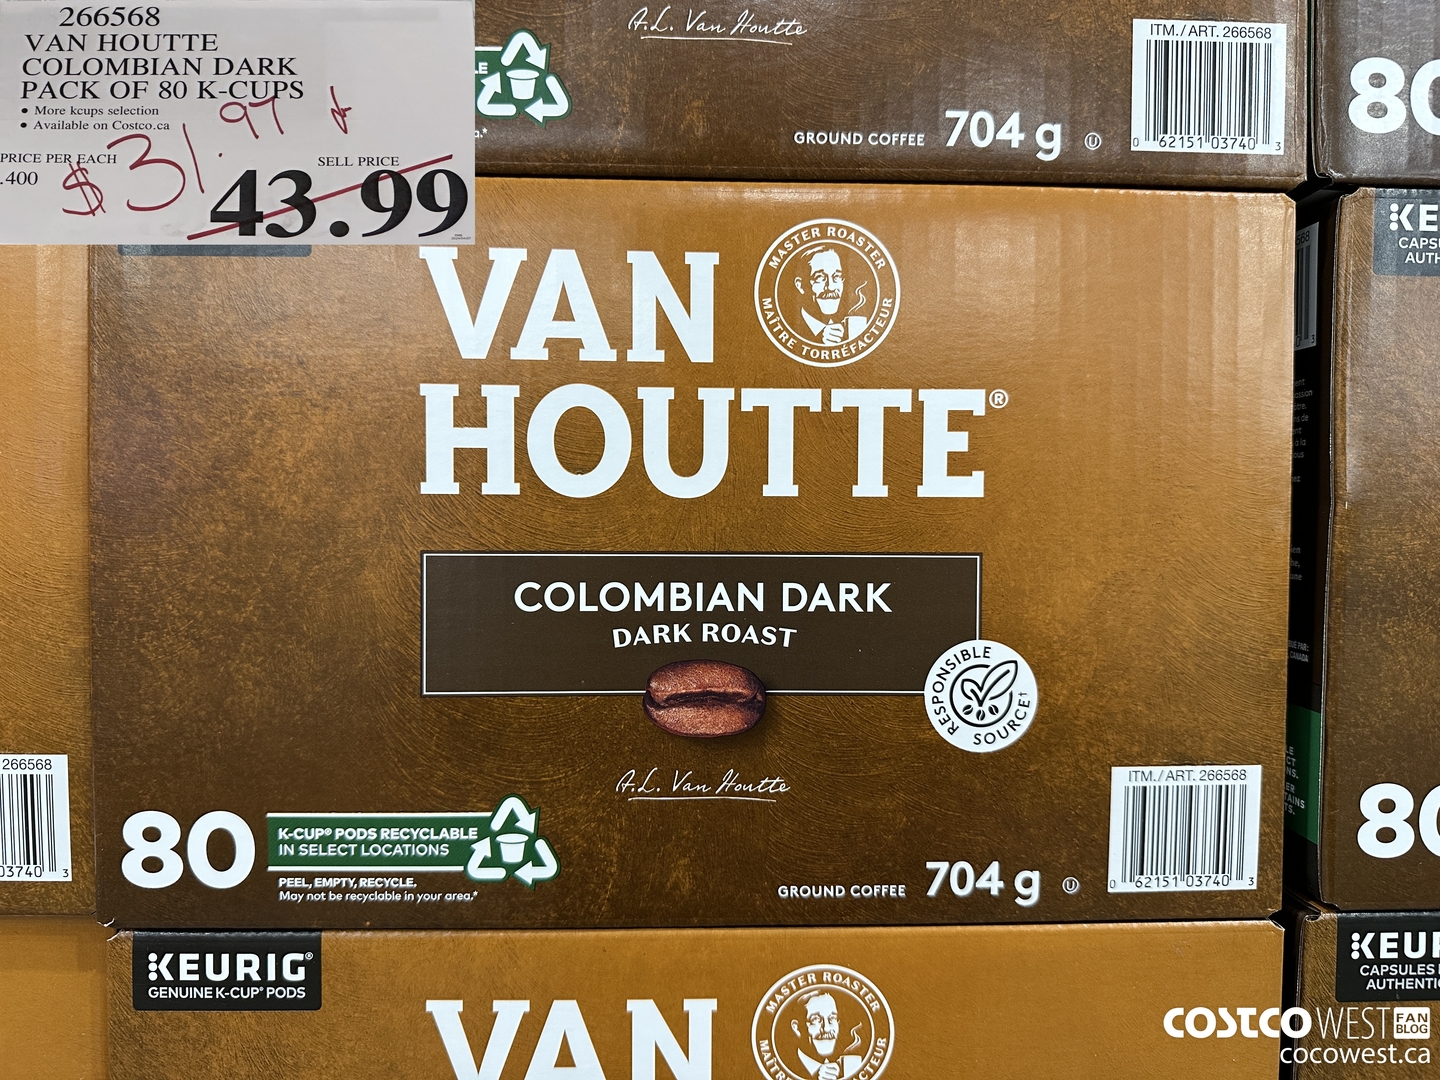 266568
VAN HOUTTE
COLOMBIAN DARK
PACK OF 80 K-CUPS
• More kcups selection
• Available on Costco.ca
PRICE PER EACH
.400
$31.97
SELL PRICE
43.99
A.L. Van Houtte
ITM./ART. 266568
GROUND COFFEE 704 g
0 62151 03740 3
80
VAN
HOUTTE®
MASTER ROASTER
MAÎTRE TORRÉFACTEUR
COLOMBIAN DARK
DARK ROAST
RESPONSIBLE
SOURCE†
A.L. Van Houtte
80
K-CUP® PODS RECYCLABLE
IN SELECT LOCATIONS
PEEL, EMPTY, RECYCLE.
May not be recyclable in your area.*
GROUND COFFEE 704 g
ITM./ART. 266568
0 62151 03740 3
266568
03740 3
KE
CAPSU
AUTH
80
KEURIG®
GENUINE K-CUP® PODS
VAN
MASTER ROASTER
KEUR
CAPSULES
AUTHENTI
COSTCO WEST FAN BLOG
cocowest.ca